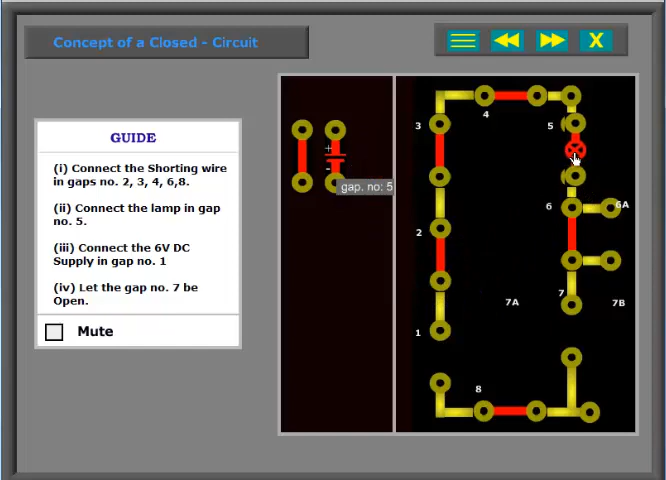 Concept of a Closed - Circuit
X
GUIDE
(i) Connect the Shorting wire
in gaps no. 2, 3, 4, 6,8.
(ii) Connect the lamp in gap
no. 5.
(iii) Connect the 6V DC
Supply in gap no. 1
(iv) Let the gap no. 7 be
Open.
Mute
+
-
gap. no: 5
4
3
5
6A
6
2
7
7A
7B
1
8